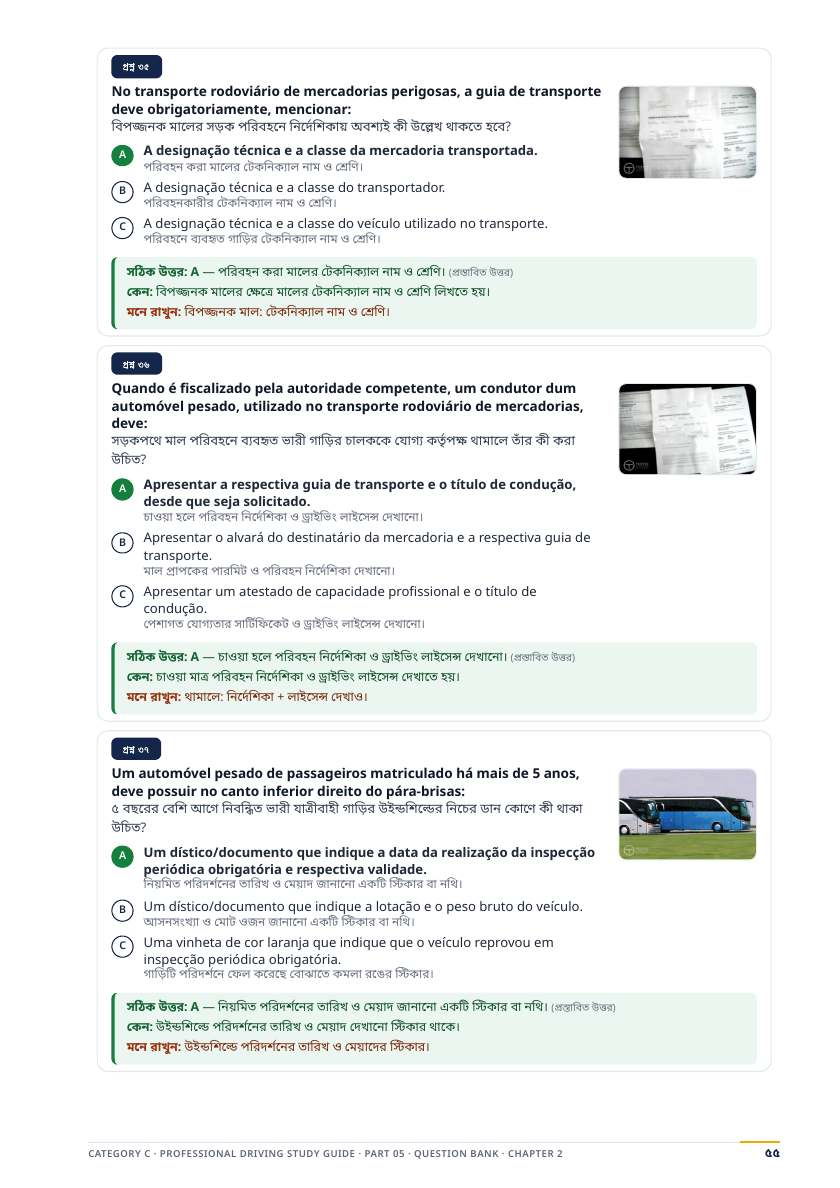 প্রশ্ন ৩৫
No transporte rodoviário de mercadorias perigosas, a guia de transporte
deve obrigatoriamente, mencionar:
বিপজ্জনক মালের সড়ক পরিবহনে নির্দেশিকায় অবশ্যই কী উল্লেখ থাকতে হবে?
A
A designação técnica e a classe da mercadoria transportada.
পরিবহন করা মালের টেকনিক্যাল নাম ও শ্রেণি।
B
A designação técnica e a classe do transportador.
পরিবহনকারীর টেকনিক্যাল নাম ও শ্রেণি।
C
A designação técnica e a classe do veículo utilizado no transporte.
পরিবহনে ব্যবহৃত গাড়ির টেকনিক্যাল নাম ও শ্রেণি।
সঠিক উত্তর: A — পরিবহন করা মালের টেকনিক্যাল নাম ও শ্রেণি। (প্রস্তাবিত উত্তর)
কেন: বিপজ্জনক মালের ক্ষেত্রে মালের টেকনিক্যাল নাম ও শ্রেণি লিখতে হয়।
মনে রাখুন: বিপজ্জনক মাল: টেকনিক্যাল নাম ও শ্রেণি।
প্রশ্ন ৩৬
Quando é fiscalizado pela autoridade competente, um condutor dum
automóvel pesado, utilizado no transporte rodoviário de mercadorias,
deve:
সড়কপথে মাল পরিবহনে ব্যবহৃত ভারী গাড়ির চালককে যোগ্য কর্তৃপক্ষ থামালে তাঁর কী করা
উচিত?
A
Apresentar a respectiva guia de transporte e o título de condução,
desde que seja solicitado.
চাওয়া হলে পরিবহন নির্দেশিকা ও ড্রাইভিং লাইসেন্স দেখানো।
B
Apresentar o alvará do destinatário da mercadoria e a respectiva guia de
transporte.
মাল প্রাপকের পারমিট ও পরিবহন নির্দেশিকা দেখানো।
C
Apresentar um atestado de capacidade profissional e o título de
condução.
পেশাগত যোগ্যতার সার্টিফিকেট ও ড্রাইভিং লাইসেন্স দেখানো।
সঠিক উত্তর: A — চাওয়া হলে পরিবহন নির্দেশিকা ও ড্রাইভিং লাইসেন্স দেখানো। (প্রস্তাবিত উত্তর)
কেন: চাওয়া মাত্র পরিবহন নির্দেশিকা ও ড্রাইভিং লাইসেন্স দেখাতে হয়।
মনে রাখুন: থামালে: নির্দেশিকা + লাইসেন্স দেখাও।
প্রশ্ন ৩৭
Um automóvel pesado de passageiros matriculado há mais de 5 anos,
deve possuir no canto inferior direito do pára-brisas:
৫ বছরের বেশি আগে নিবন্ধিত ভারী যাত্রীবাহী গাড়ির উইন্ডশিল্ডের নিচের ডান কোণে কী থাকা
উচিত?
A
Um dístico/documento que indique a data da realização da inspecção
periódica obrigatória e respectiva validade.
নিয়মিত পরিদর্শনের তারিখ ও মেয়াদ জানানো একটি স্টিকার বা নথি।
B
Um dístico/documento que indique a lotação e o peso bruto do veículo.
আসনসংখ্যা ও মোট ওজন জানানো একটি স্টিকার বা নথি।
C
Uma vinheta de cor laranja que indique que o veículo reprovou em
inspecção periódica obrigatória.
গাড়িটি পরিদর্শনে ফেল করেছে বোঝাতে কমলা রঙের স্টিকার।
সঠিক উত্তর: A — নিয়মিত পরিদর্শনের তারিখ ও মেয়াদ জানানো একটি স্টিকার বা নথি। (প্রস্তাবিত উত্তর)
কেন: উইন্ডশিল্ডে পরিদর্শনের তারিখ ও মেয়াদ দেখানো স্টিকার থাকে।
মনে রাখুন: উইন্ডশিল্ডে পরিদর্শনের তারিখ ও মেয়াদের স্টিকার।
CATEGORY C · PROFESSIONAL DRIVING STUDY GUIDE · PART 05 · QUESTION BANK · CHAPTER 2
৫৫